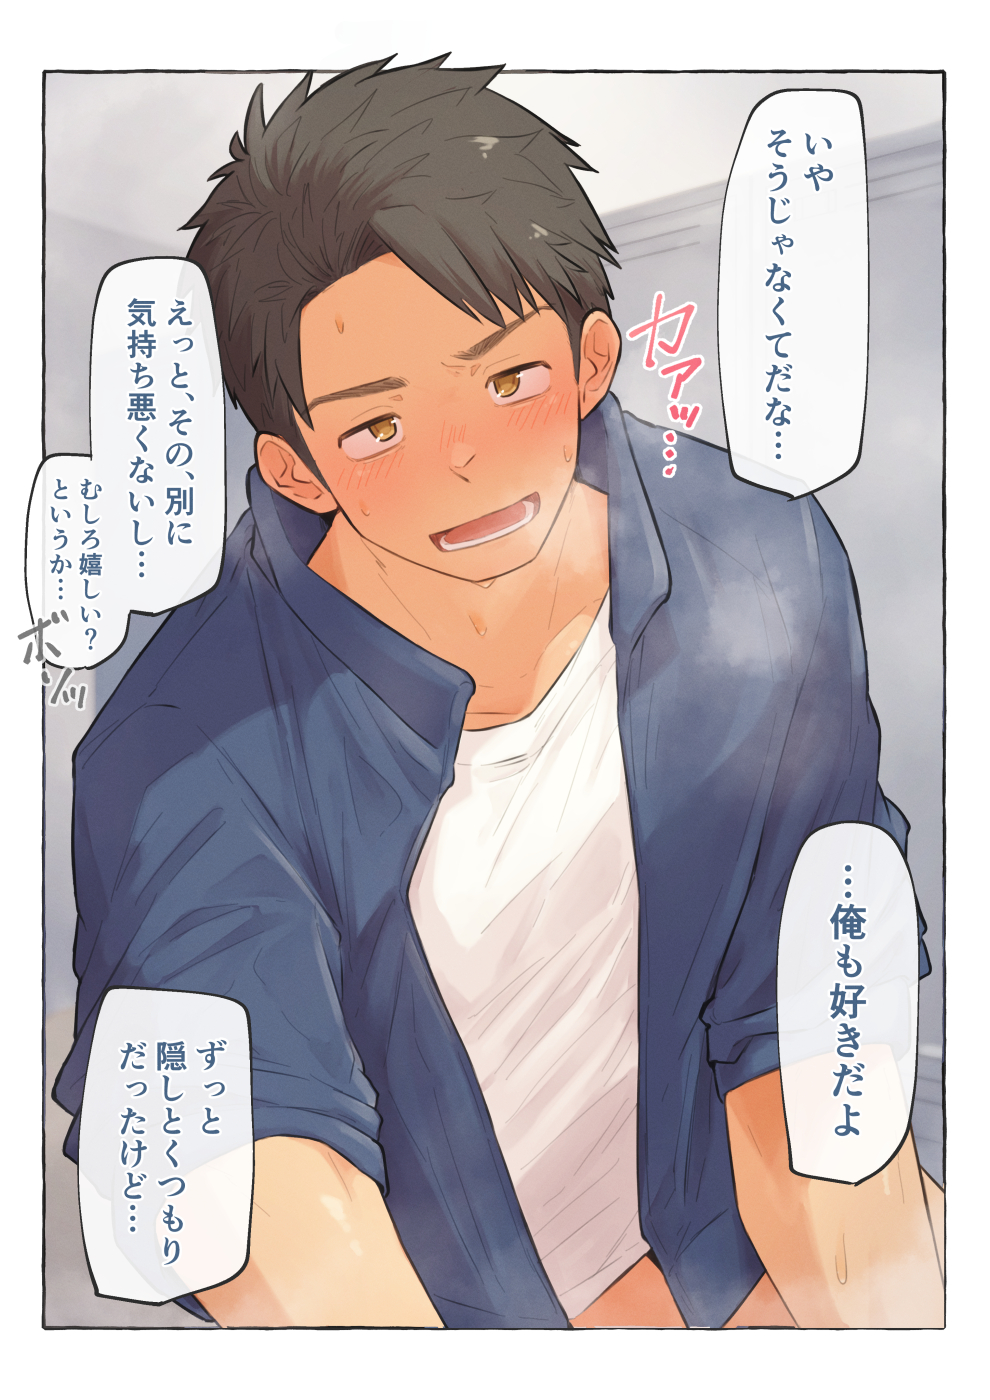 いや
そうじゃなくてだな…
カアッ…
えっと、その、別に
気持ち悪くないし…
むしろ嬉しい？
というか…
ボソッ
…俺も好きだよ
ずっと
隠しとくつもり
だったけど…